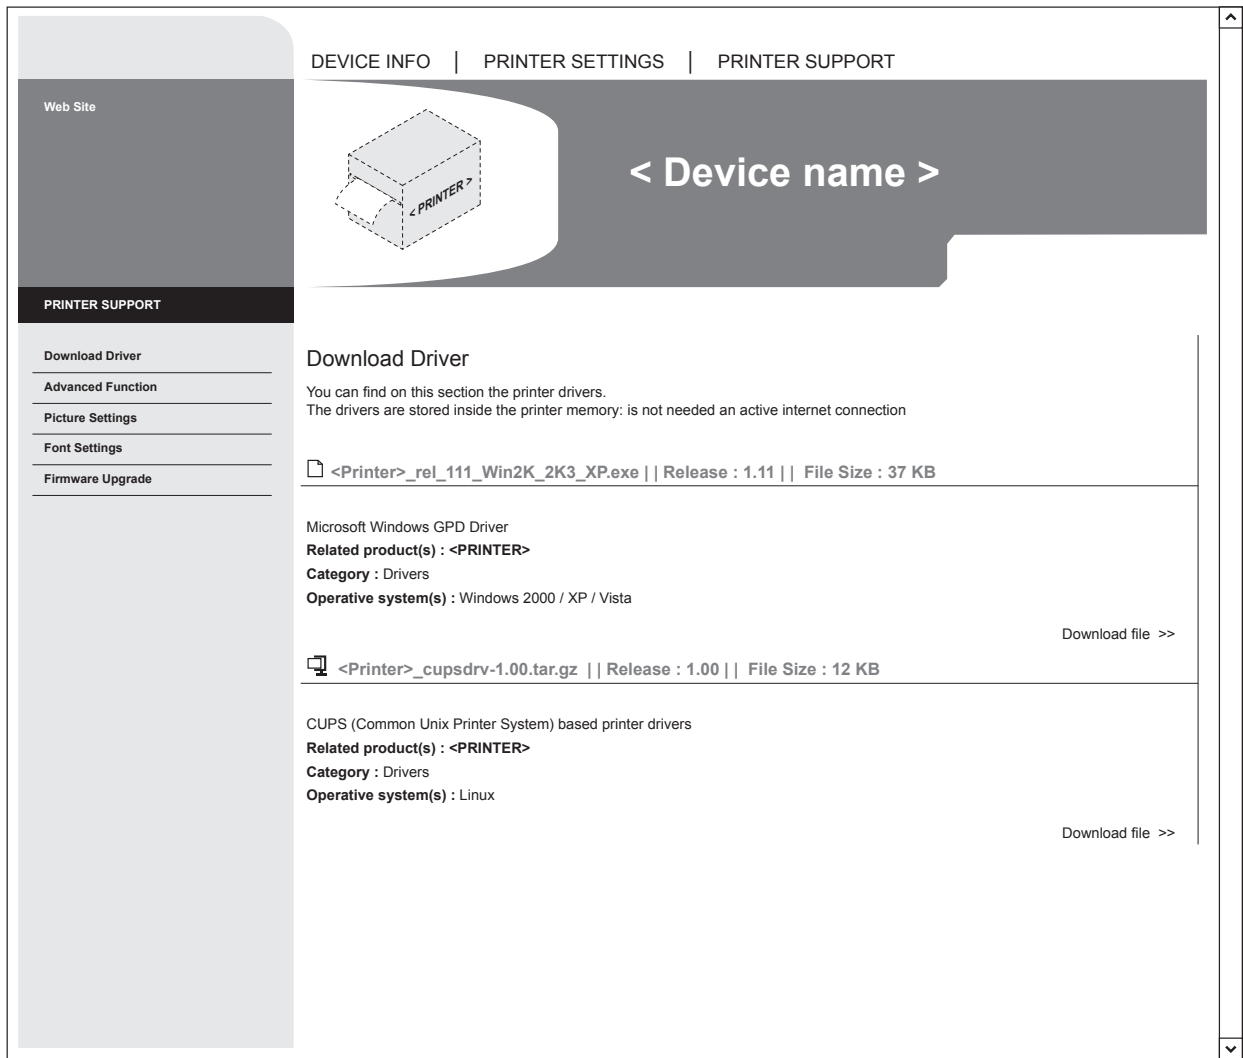 DEVICE INFO | PRINTER SETTINGS | PRINTER SUPPORT
Web Site
< PRINTER >
< Device name >
PRINTER SUPPORT
Download Driver
Advanced Function
Picture Settings
Font Settings
Firmware Upgrade
Download Driver
You can find on this section the printer drivers.
The drivers are stored inside the printer memory: is not needed an active internet connection
<Printer>_rel_111_Win2K_2K3_XP.exe | | Release : 1.11 | | File Size : 37 KB
Microsoft Windows GPD Driver
Related product(s) : <PRINTER>
Category : Drivers
Operative system(s) : Windows 2000 / XP / Vista
Download file >>
<Printer>_cupsdrv-1.00.tar.gz | | Release : 1.00 | | File Size : 12 KB
CUPS (Common Unix Printer System) based printer drivers
Related product(s) : <PRINTER>
Category : Drivers
Operative system(s) : Linux
Download file >>